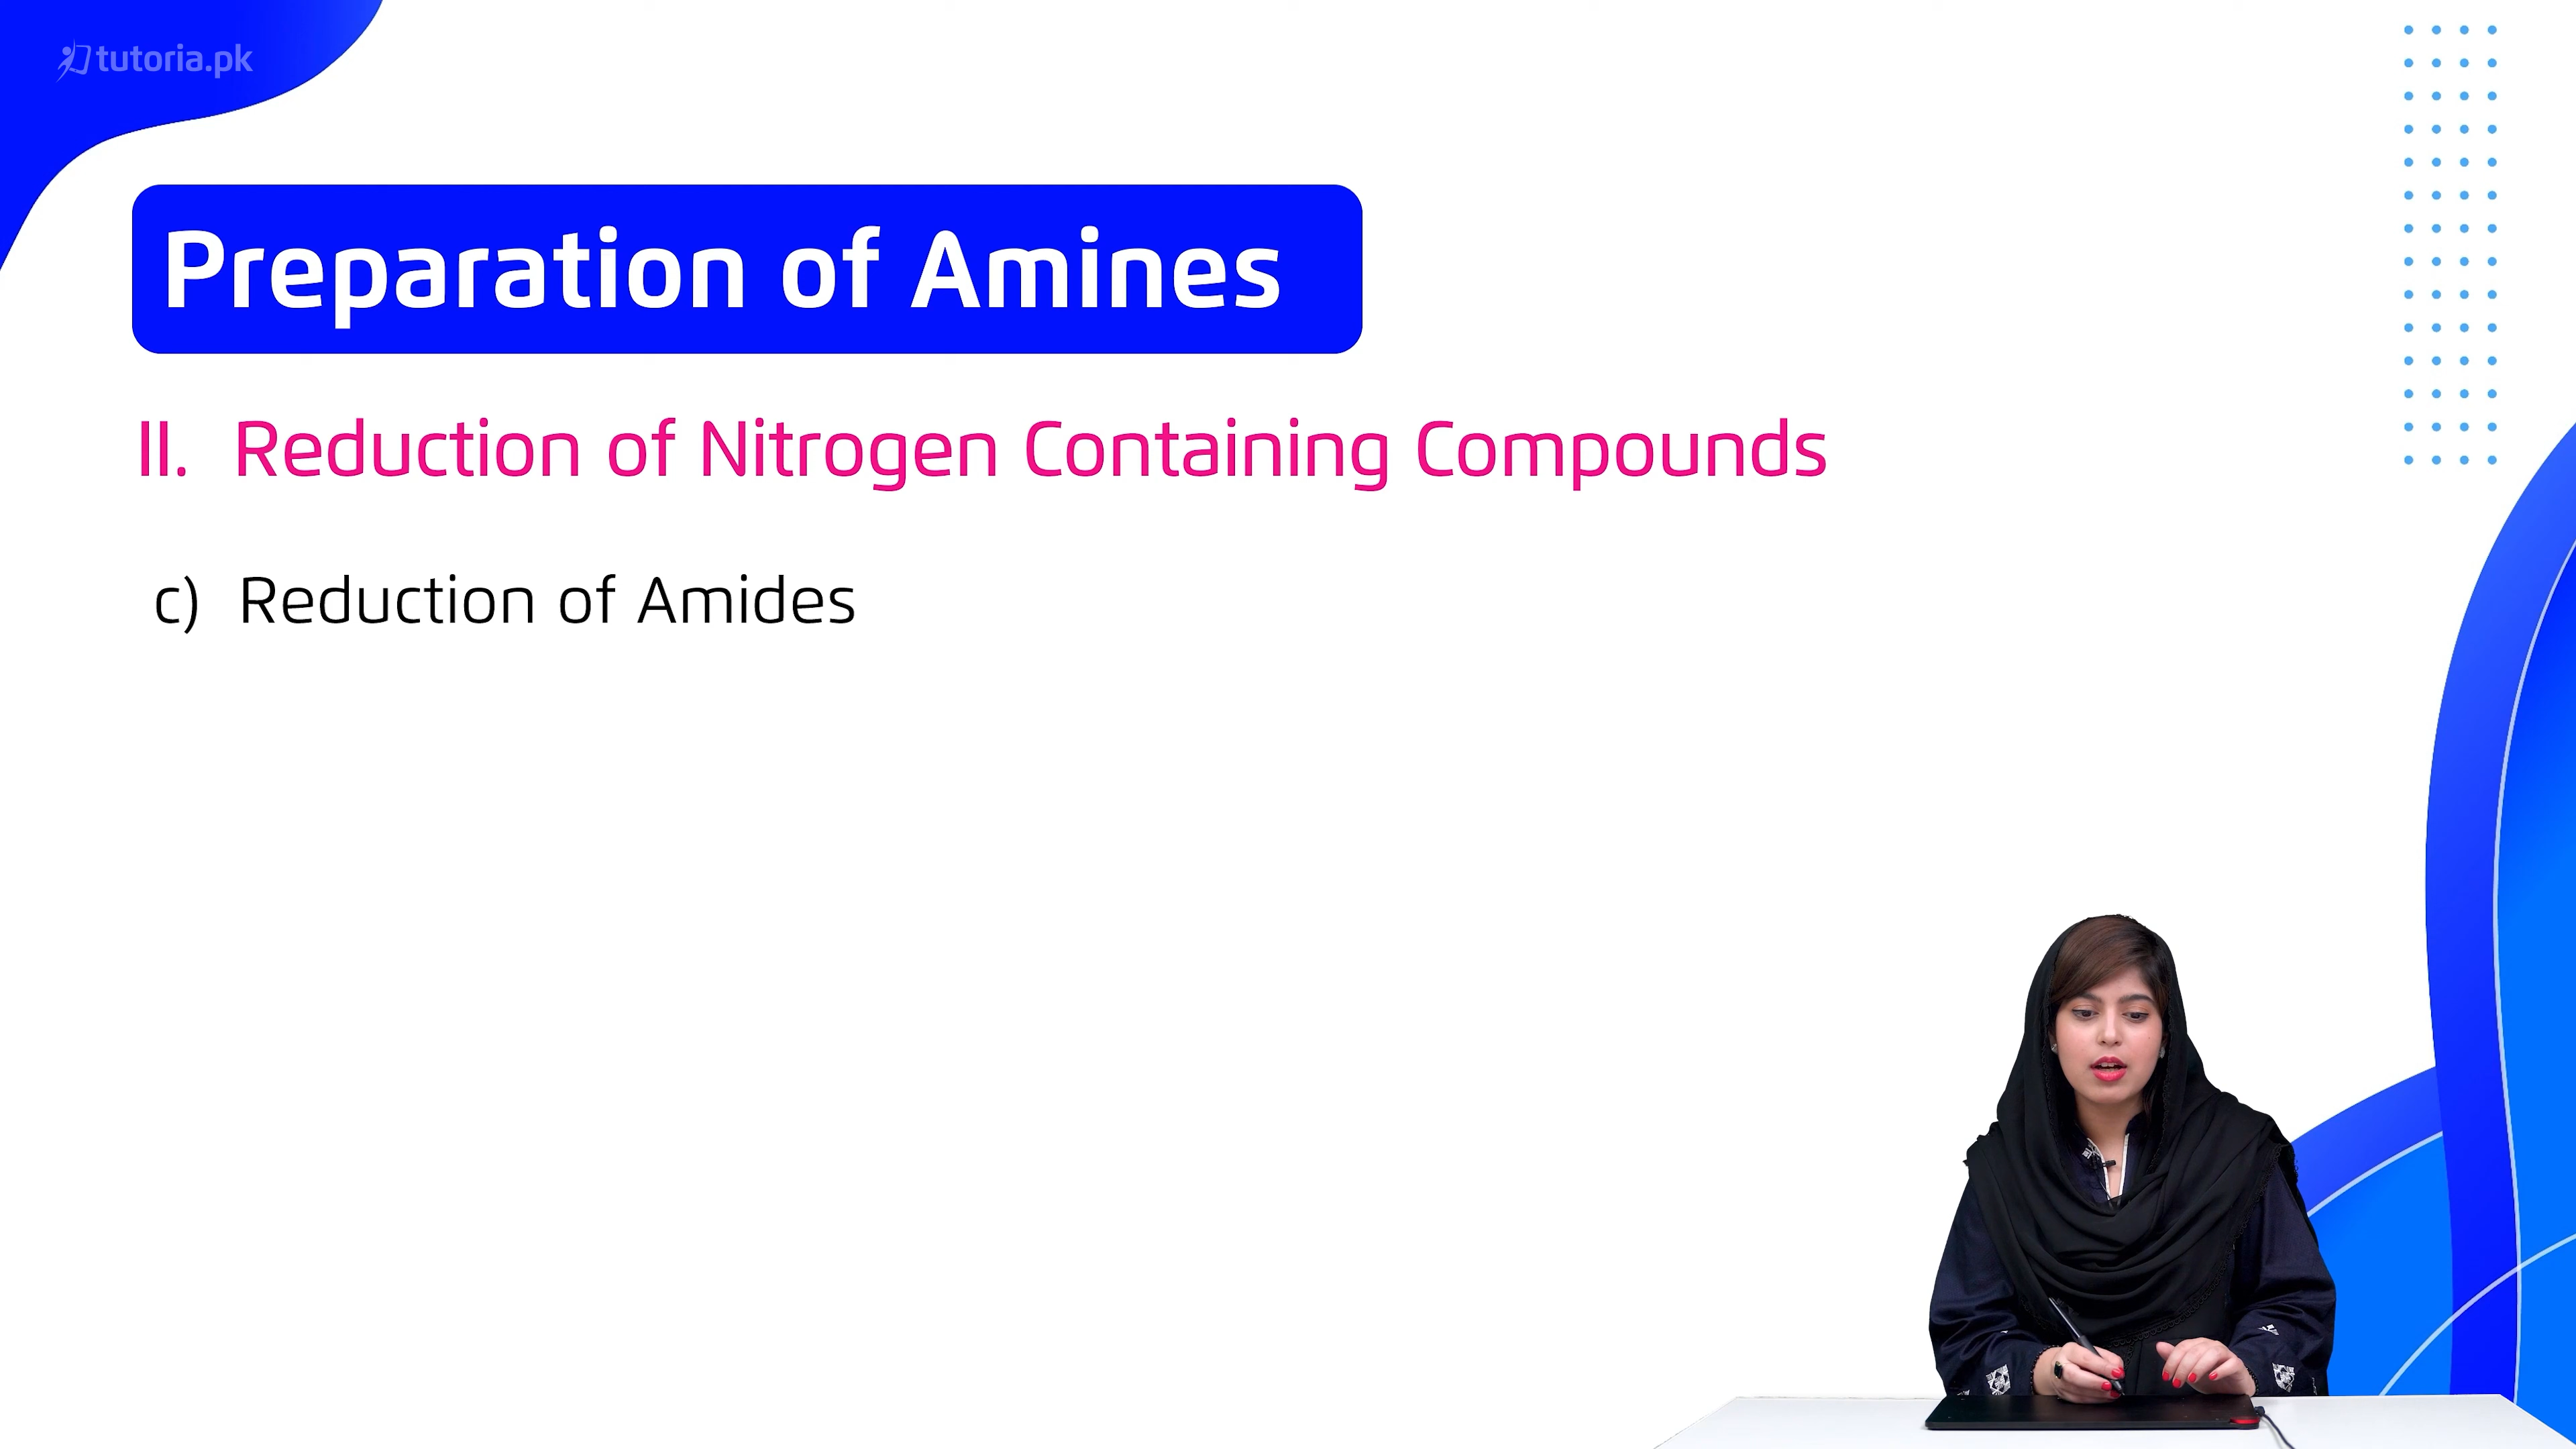 tutoria.pk
Preparation of Amines
II. Reduction of Nitrogen Containing Compounds
c) Reduction of Amides